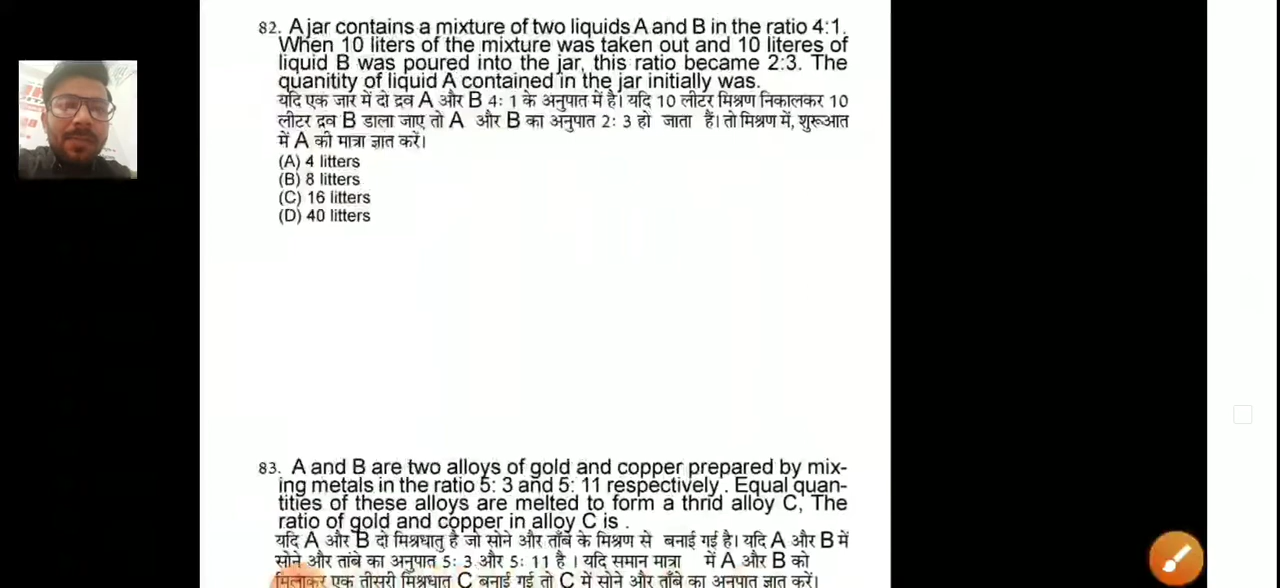 82. A jar contains a mixture of two liquids A and B in the ratio 4:1.
When 10 liters of the mixture was taken out and 10 literes of
liquid B was poured into the jar, this ratio became 2:3. The
quanitity of liquid A contained in the jar initially was.
यदि एक जार में दो द्रव A और B 4: 1 के अनुपात में है। यदि 10 लीटर मिश्रण निकालकर 10
लीटर द्रव B डाला जाए तो A और B का अनुपात 2: 3 हो जाता हैं। तो मिश्रण में, शुरूआत
में A की मात्रा ज्ञात करें।
(A) 4 litters
(B) 8 litters
(C) 16 litters
(D) 40 litters
83. A and B are two alloys of gold and copper prepared by mix-
ing metals in the ratio 5: 3 and 5: 11 respectively . Equal quan-
tities of these alloys are melted to form a thrid alloy C, The
ratio of gold and copper in alloy C is .
यदि A और B दो मिश्रधातु है जो सोने और ताँबे के मिश्रण से बनाई गई है। यदि A और B में
सोने और तांबे का अनुपात 5: 3 और 5: 11 है । यदि समान मात्रा में A और B को
मिलाकर एक तीसरी मिश्रधातु C बनाई गई तो C में सोने और ताँबे का अनुपात ज्ञात करें।